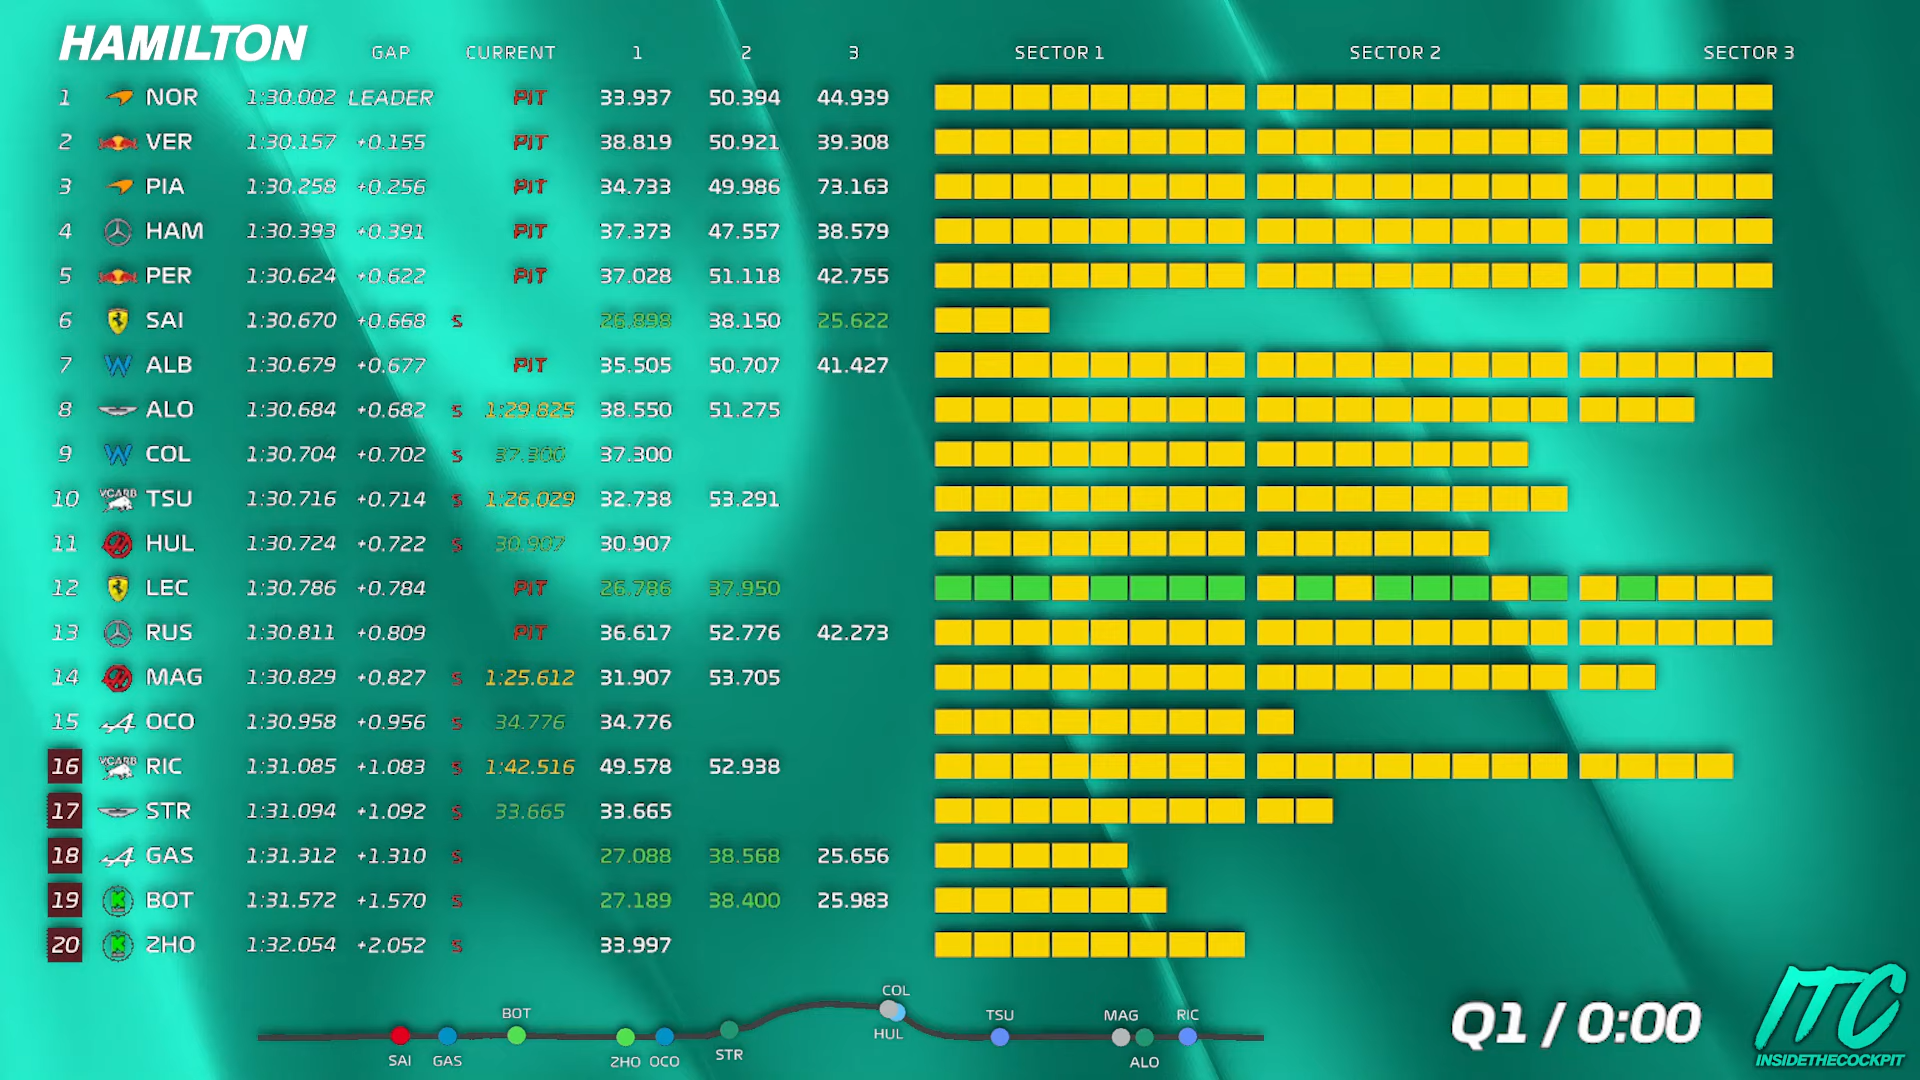 HAMILTON GAP CURRENT 1 2 3 SECTOR 1 SECTOR 2 SECTOR 3
1 NOR 1:30.002 LEADER PIT 33.937 50.394 44.939
2 VER 1:30.157 +0.155 PIT 38.819 50.921 39.308
3 PIA 1:30.258 +0.256 PIT 34.733 49.986 73.163
4 HAM 1:30.393 +0.391 PIT 37.373 47.557 38.579
5 PER 1:30.624 +0.622 PIT 37.028 51.118 42.755
6 SAI 1:30.670 +0.668 S 26.898 38.150 25.622
7 ALB 1:30.679 +0.677 PIT 35.505 50.707 41.427
8 ALO 1:30.684 +0.682 S 1:29.825 38.550 51.275
9 COL 1:30.704 +0.702 S 37.300 37.300
10 VCARB TSU 1:30.716 +0.714 S 1:26.029 32.738 53.291
11 HUL 1:30.724 +0.722 S 30.907 30.907
12 LEC 1:30.786 +0.784 PIT 26.786 37.950
13 RUS 1:30.811 +0.809 PIT 36.617 52.776 42.273
14 MAG 1:30.829 +0.827 S 1:25.612 31.907 53.705
15 OCO 1:30.958 +0.956 S 34.776 34.776
16 VCARB RIC 1:31.085 +1.083 S 1:42.516 49.578 52.938
17 STR 1:31.094 +1.092 S 33.665 33.665
18 GAS 1:31.312 +1.310 S 27.088 38.568 25.656
19 BOT 1:31.572 +1.570 S 27.189 38.400 25.983
20 ZHO 1:32.054 +2.052 S 33.997
COL
BOT TSU MAG RIC
HUL
SAI GAS ZHO OCO STR ALO
Q1 / 0:00
ITC
INSIDETHECOCKPIT